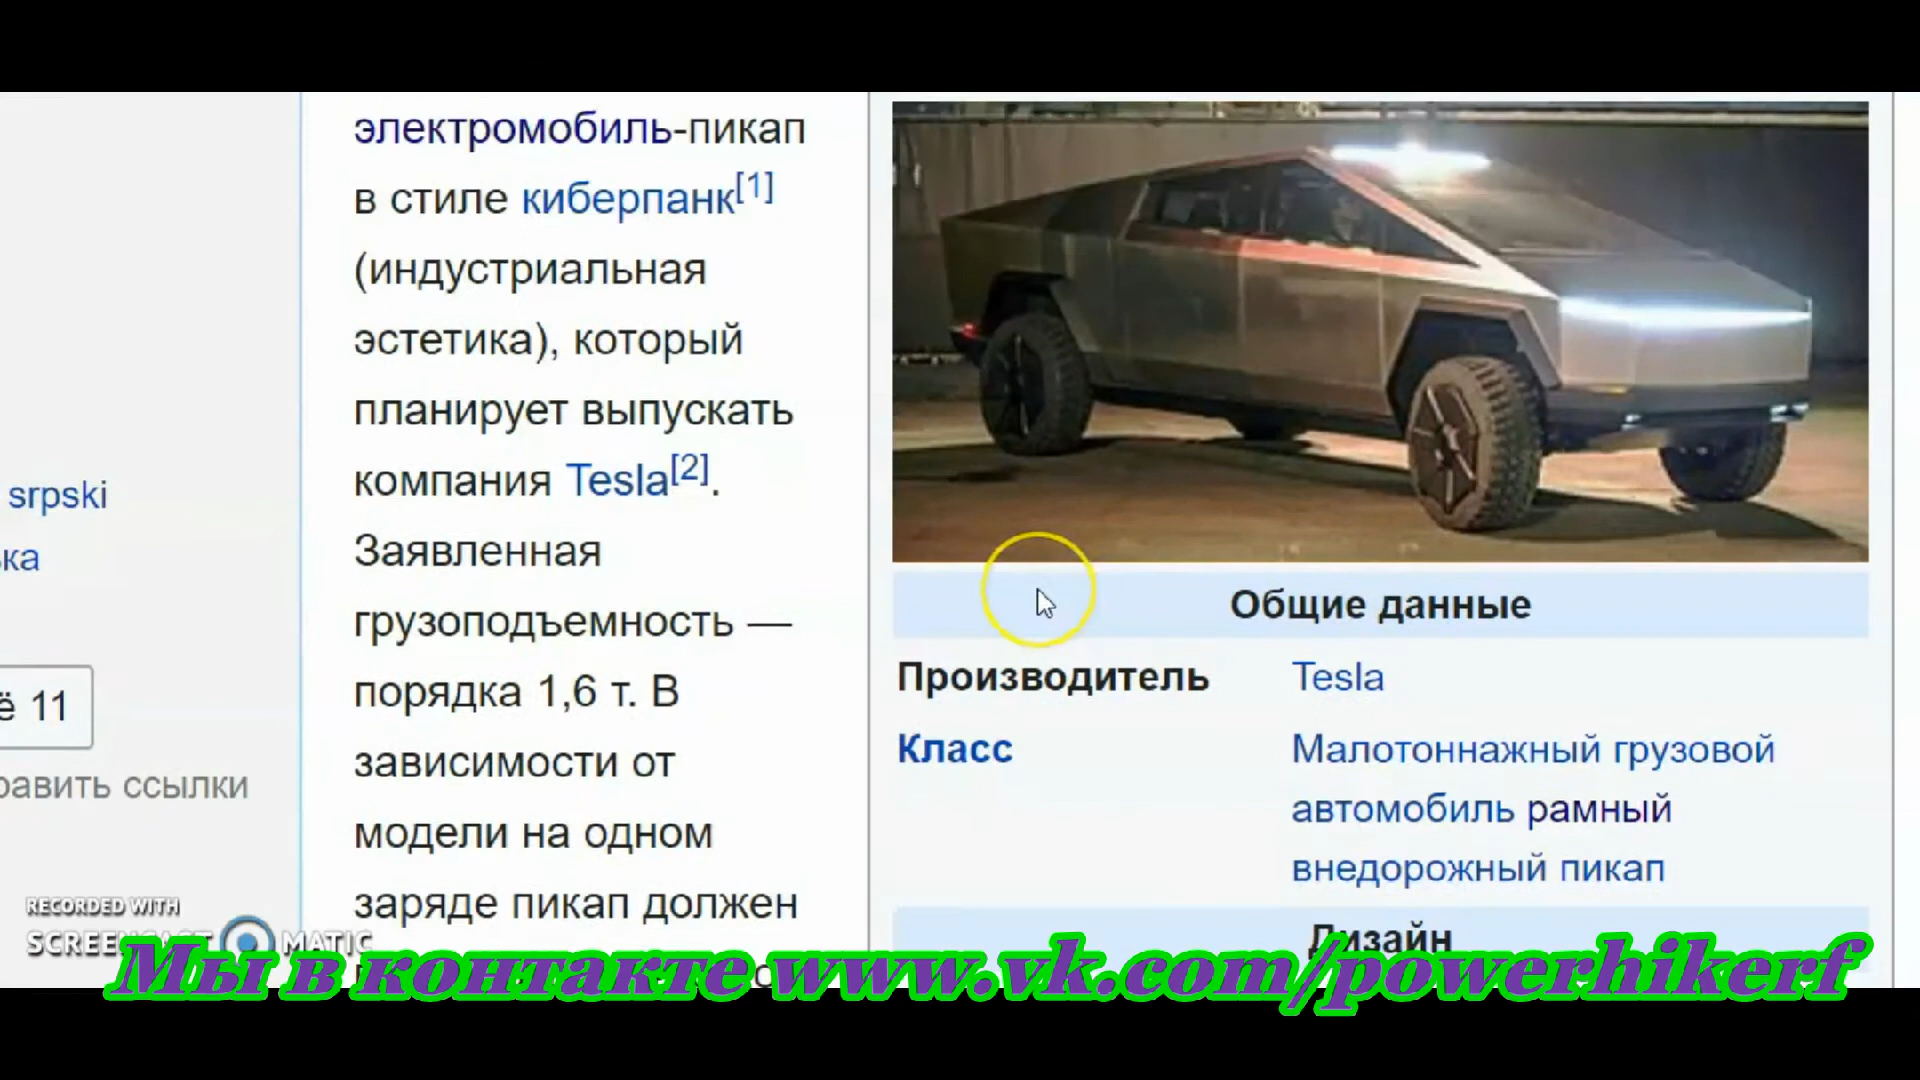 электромобиль-пикап
в стиле киберпанк[1]
(индустриальная
эстетика), который
планирует выпускать
компания Tesla[2].
Заявленная
грузоподъемность —
порядка 1,6 т. В
зависимости от
модели на одном
заряде пикап должен
srpski
ё 11
равить ссылки
Общие данные
Производитель Tesla
Класс Малотоннажный грузовой
автомобиль рамный
внедорожный пикап
Дизайн
RECORDED WITH
SCREENCAST MATIC
Мы в контакте www.vk.com/powerhikerf